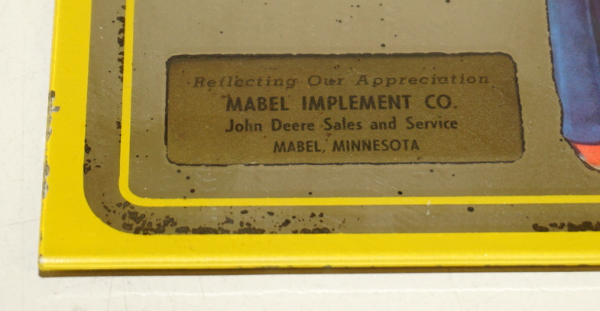 Reflecting Our Appreciation
MABEL IMPLEMENT CO.
John Deere Sales and Service
MABEL, MINNESOTA